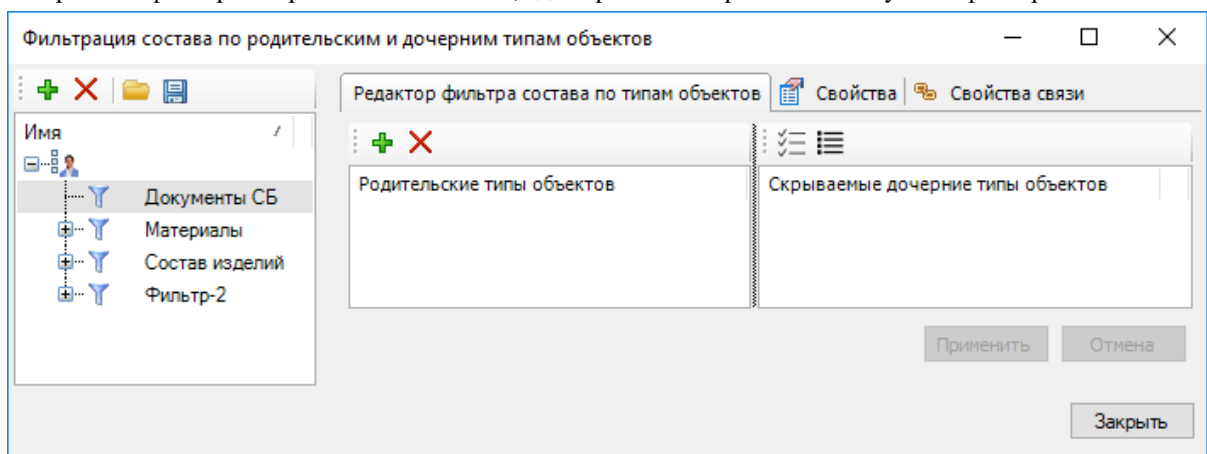 Фильтрация состава по родительским и дочерним типам объектов
Редактор фильтра состава по типам объектов Свойства Свойства связи
Имя
Родительские типы объектов
Скрываемые дочерние типы объектов
Документы СБ
Материалы
Состав изделий
Фильтр-2
Применить Отмена
Закрыть